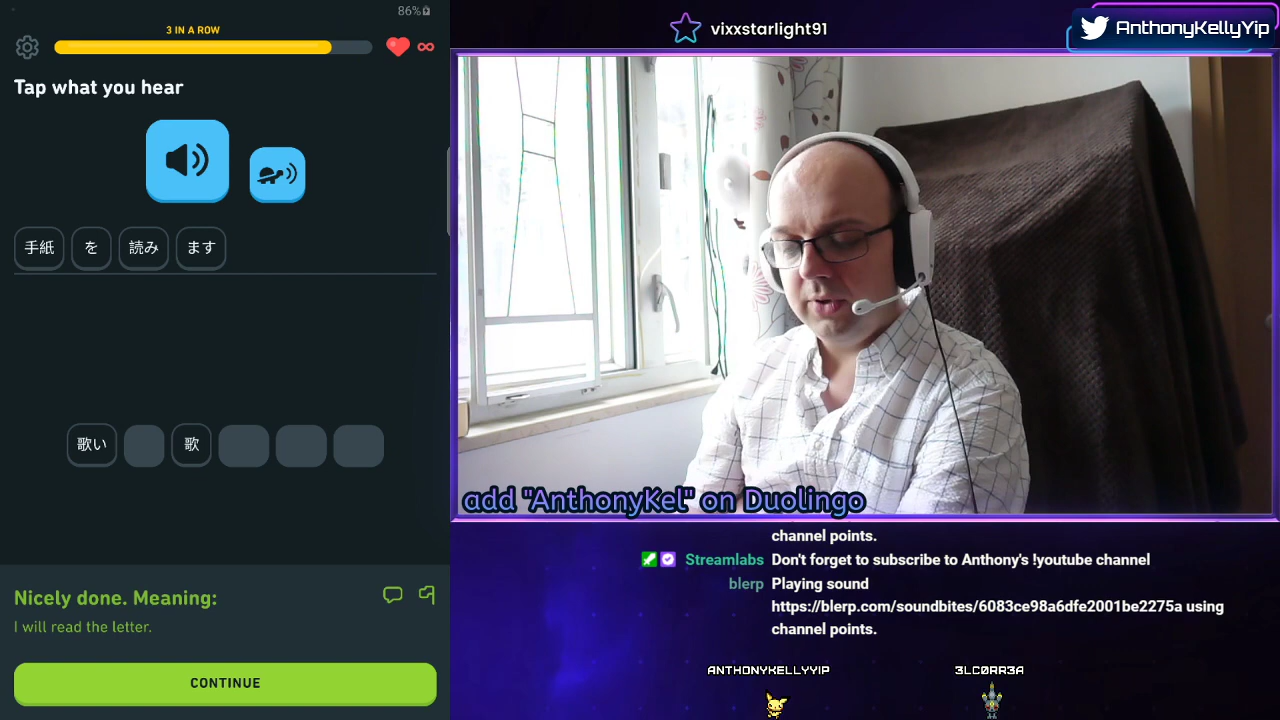 86%
3 IN A ROW
∞
Tap what you hear
手紙 を 読み ます
歌い 歌
Nicely done. Meaning:
I will read the letter.
CONTINUE
vixxstarlight91
AnthonyKellyYip
add "AnthonyKel" on Duolingo
channel points.
Streamlabs Don't forget to subscribe to Anthony's !youtube channel
blerp Playing sound
https://blerp.com/soundbites/6083ce98a6dfe2001be2275a using
channel points.
ANTHONYKELLYYIP
3LC0RR3A